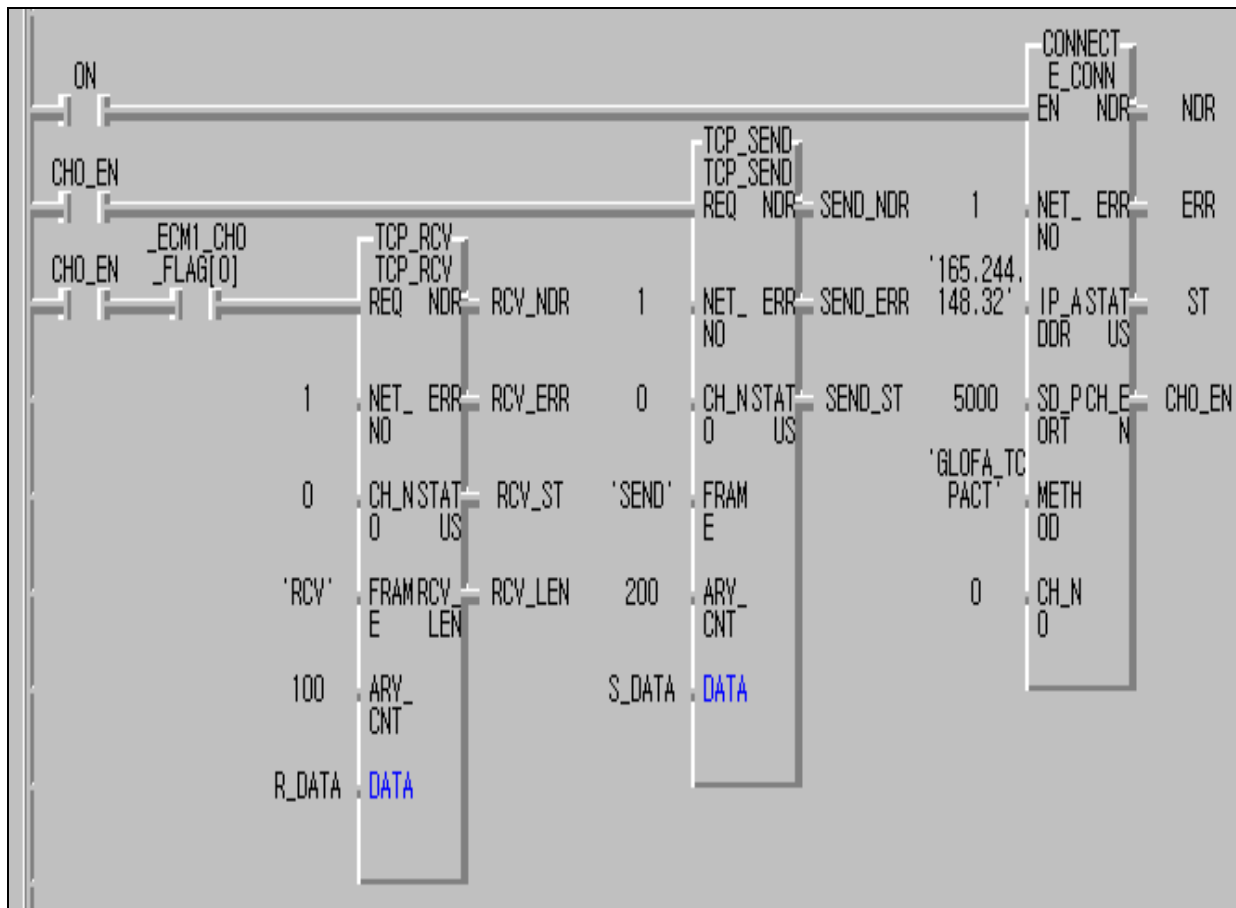 ON
CONNECT
E_CONN
EN NDR NDR
CH0_EN
TCP_SEND
TCP_SEND
REQ NDR SEND_NDR
1 NET_ ERR ERR
NO
CH0_EN
_ECM1_CH0
_FLAG[0]
TCP_RCV
TCP_RCV
REQ NDR RCV_NDR
1 NET_ ERR SEND_ERR
NO
'165.244.
148.32' IP_A STAT ST
DDR US
1 NET_ ERR RCV_ERR
NO
0 CH_N STAT SEND_ST
O US
5000 SD_P CH_E CH0_EN
ORT N
0 CH_N STAT RCV_ST
O US
'SEND' FRAM
E
'GLOFA_TC
PACT' METH
OD
'RCV' FRAM RCV_ RCV_LEN
E LEN
200 ARY_
CNT
0 CH_N
O
100 ARY_
CNT
S_DATA DATA
R_DATA DATA